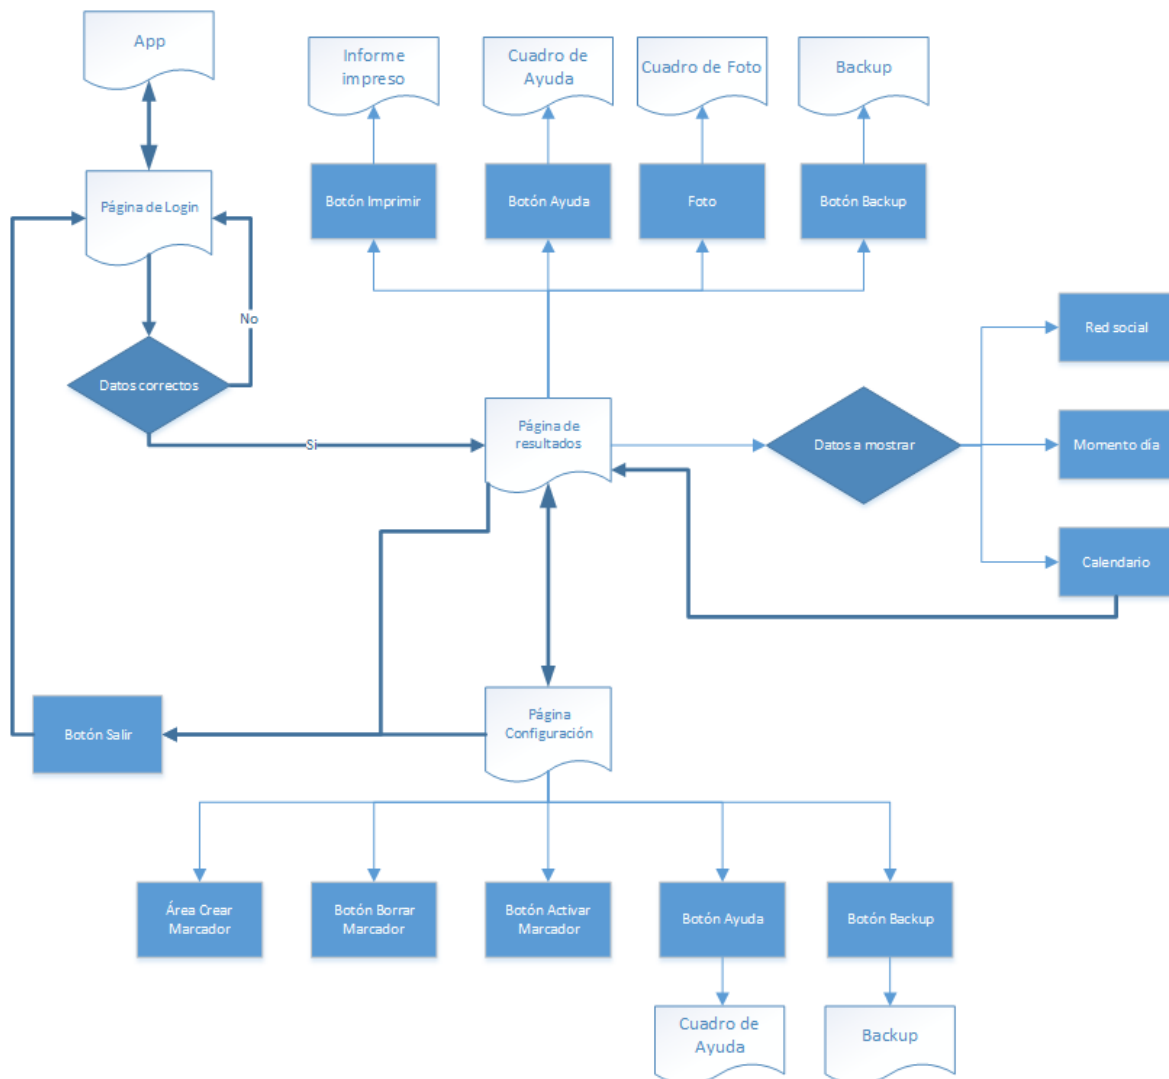 App
Informe
impreso
Cuadro de
Ayuda
Cuadro de Foto
Backup
Página de Login
Botón Imprimir
Botón Ayuda
Foto
Botón Backup
No
Datos correctos
Si
Página de
resultados
Datos a mostrar
Red social
Momento día
Calendario
Botón Salir
Página
Configuración
Área Crear
Marcador
Botón Borrar
Marcador
Botón Activar
Marcador
Botón Ayuda
Botón Backup
Cuadro de
Ayuda
Backup